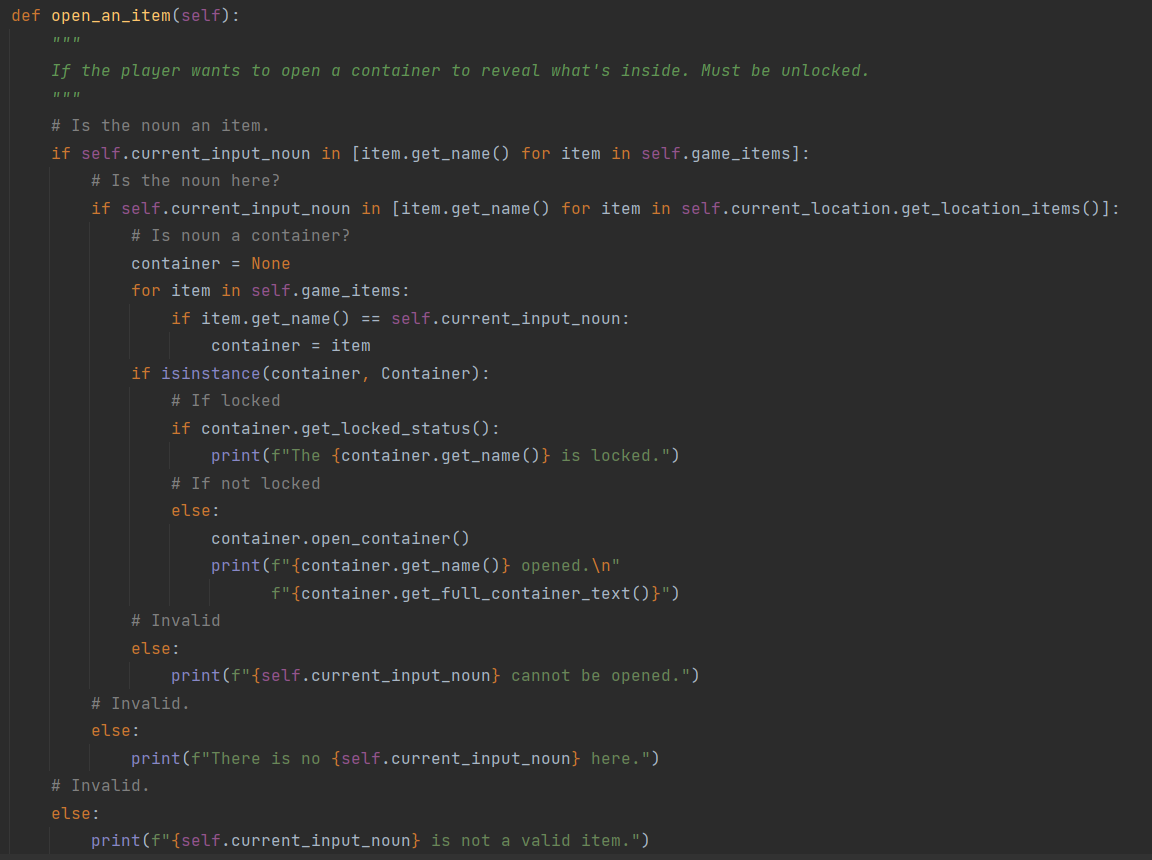 def open_an_item(self):
    """
    If the player wants to open a container to reveal what's inside. Must be unlocked.
    """
    # Is the noun an item.
    if self.current_input_noun in [item.get_name() for item in self.game_items]:
        # Is the noun here?
        if self.current_input_noun in [item.get_name() for item in self.current_location.get_location_items()]:
            # Is noun a container?
            container = None
            for item in self.game_items:
                if item.get_name() == self.current_input_noun:
                    container = item
            if isinstance(container, Container):
                # If locked
                if container.get_locked_status():
                    print(f"The {container.get_name()} is locked.")
                # If not locked
                else:
                    container.open_container()
                    print(f"{container.get_name()} opened.\n"
                          f"{container.get_full_container_text()}")
            # Invalid
            else:
                print(f"{self.current_input_noun} cannot be opened.")
        # Invalid.
        else:
            print(f"There is no {self.current_input_noun} here.")
    # Invalid.
    else:
        print(f"{self.current_input_noun} is not a valid item.")